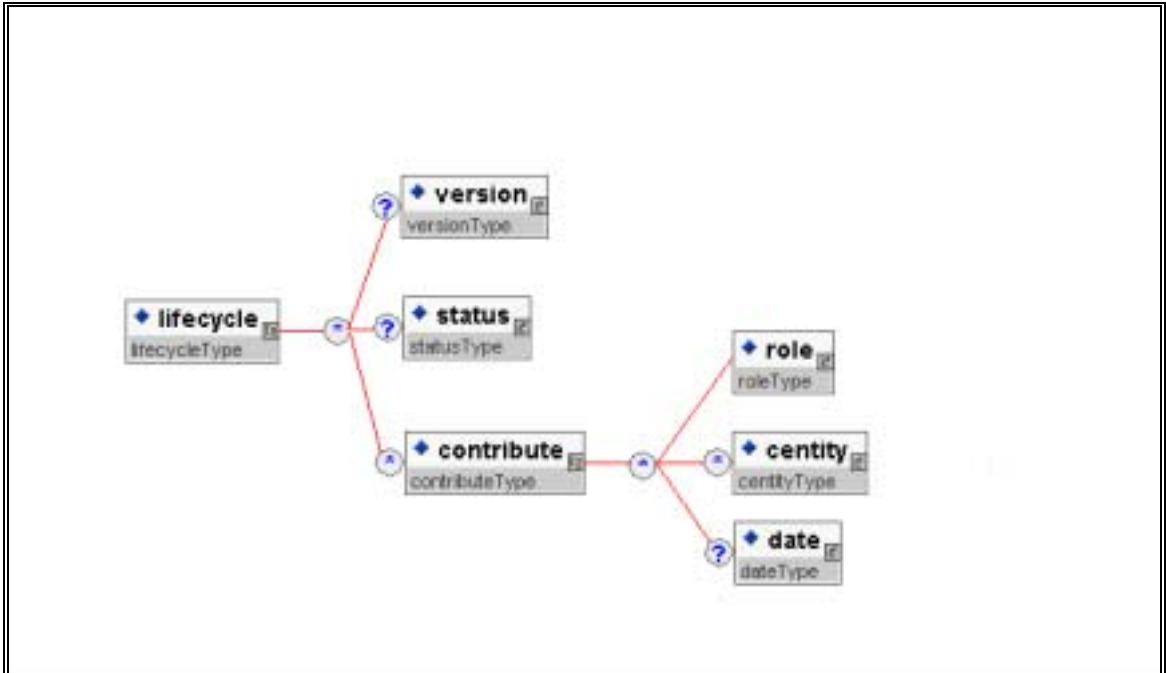 version
versionType
?
lifecycle
lifecycleType
*
?
status
statusType
role
roleType
*
contribute
contributeType
*
*
centity
centityType
?
date
dateType